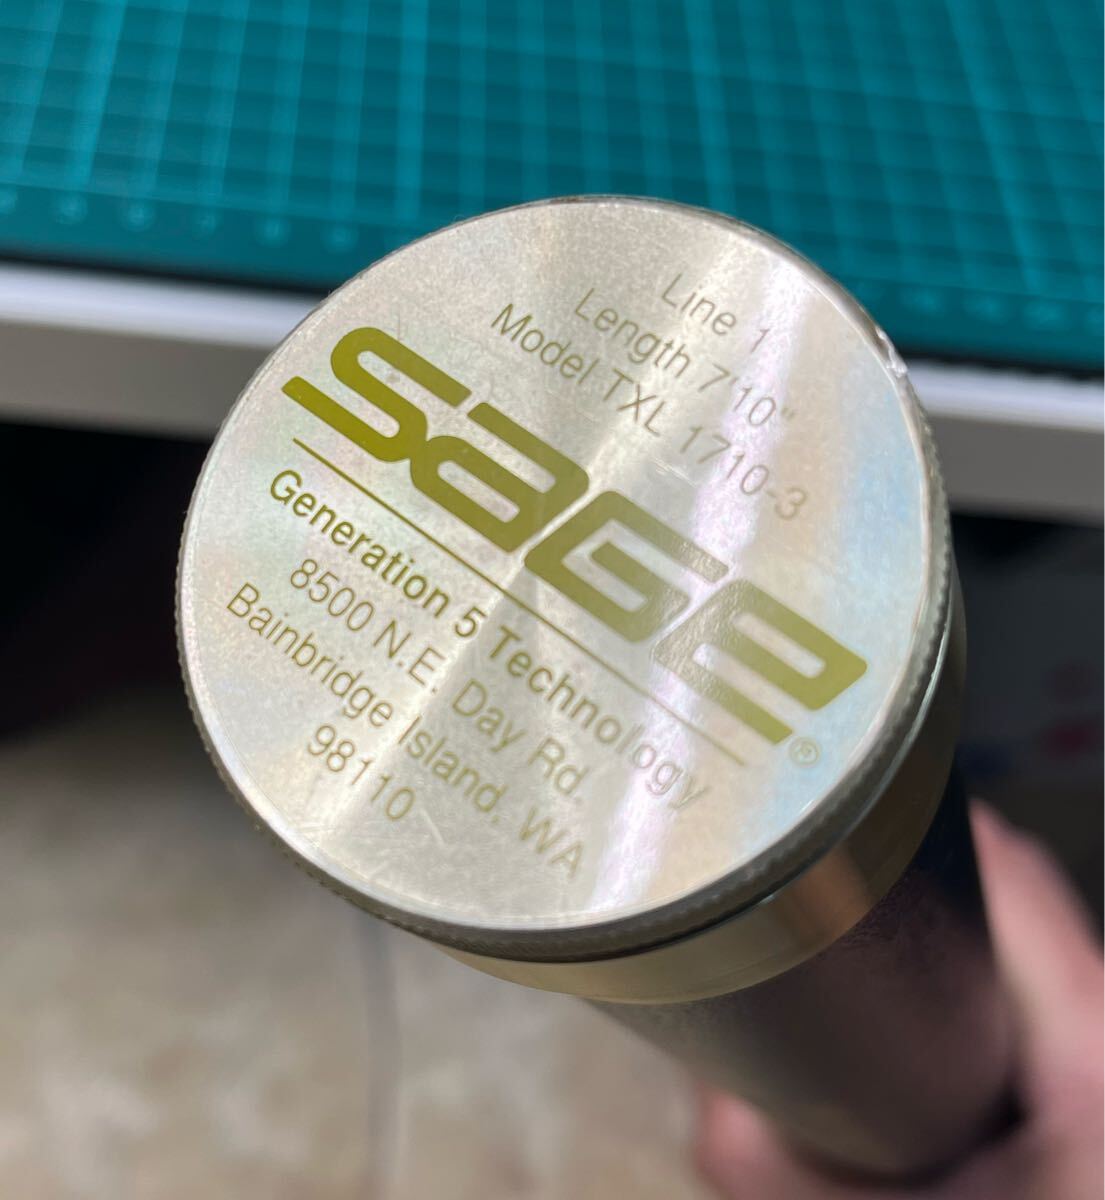 Line 1
Length 7'10"
Model TXL 1710-3
SAGE®
Generation 5 Technology
8500 N.E. Day Rd.
Bainbridge Island, WA
98110